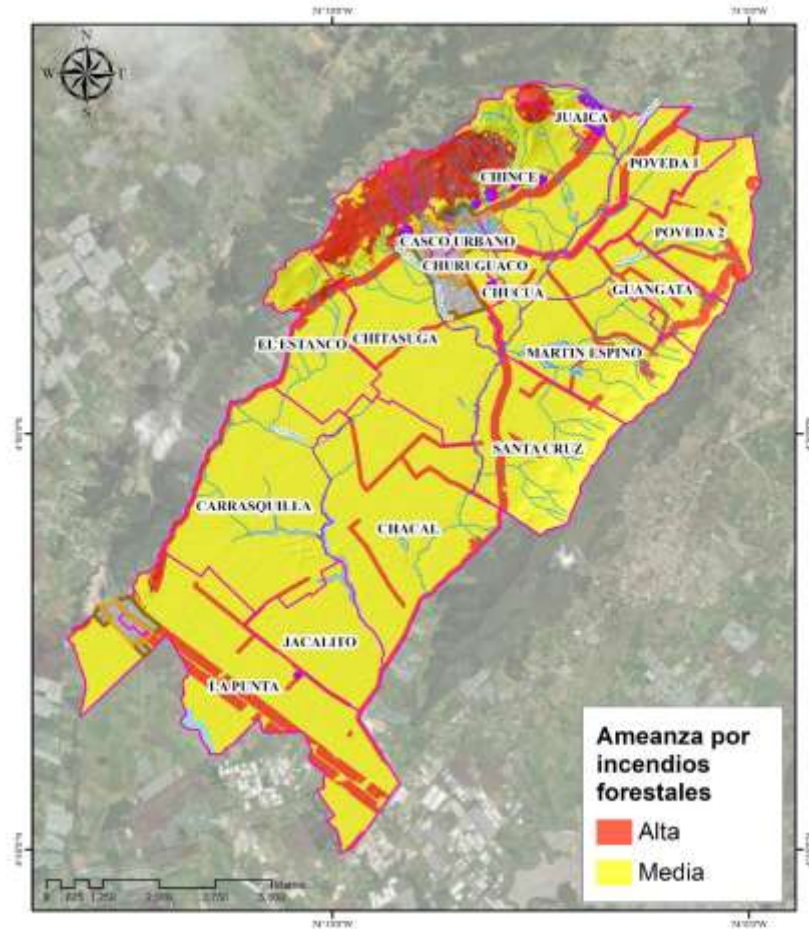 N
W E
S
JUAICA
POVEDA 1
CHINCE
POVEDA 2
CASCO URBANO
CHURUGUACO
GUANGATA
CHUCUA
EL ESTANCO
CHITASUGA
MARTIN ESPINO
SANTA CRUZ
CARRASQUILLA
CHACAL
JACALITO
LA PUNTA
Ameanza por
incendios
forestales
Alta
Media